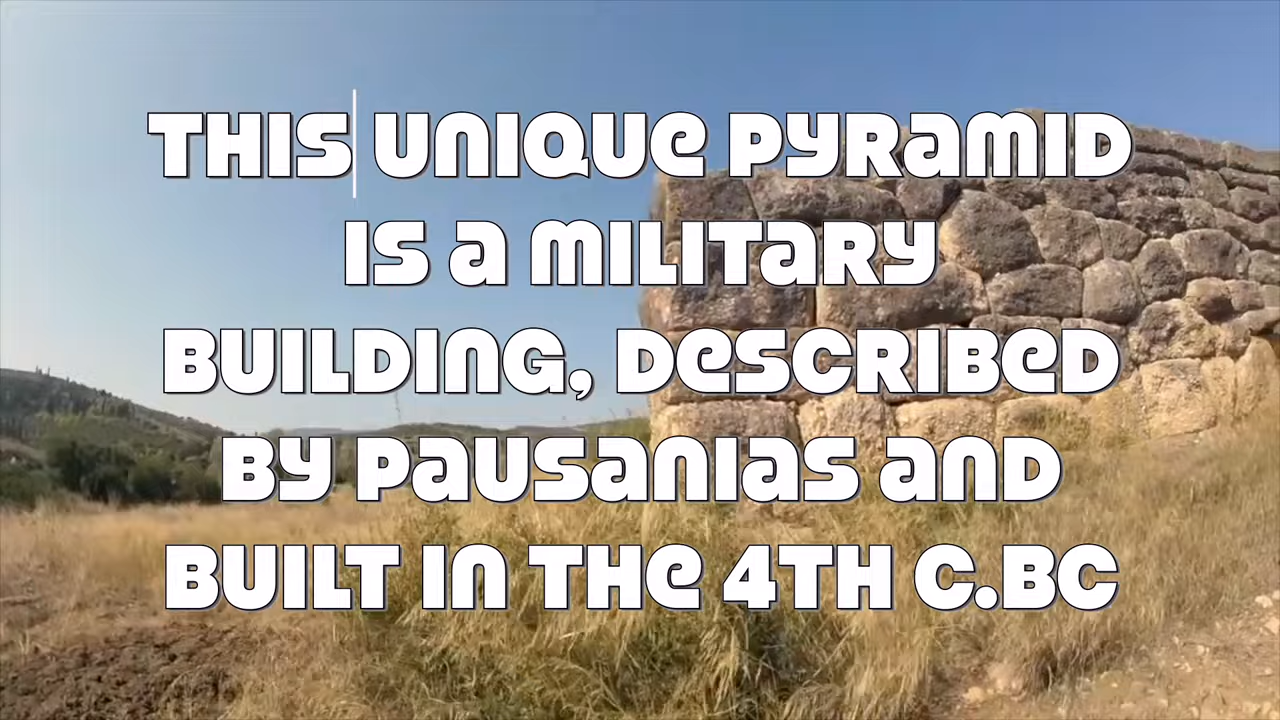 THIS UNIQUE PYRAMID
IS A MILITARY
BUILDING, DESCRIBED
BY PAUSANIAS AND
BUILT IN THE 4TH C.BC